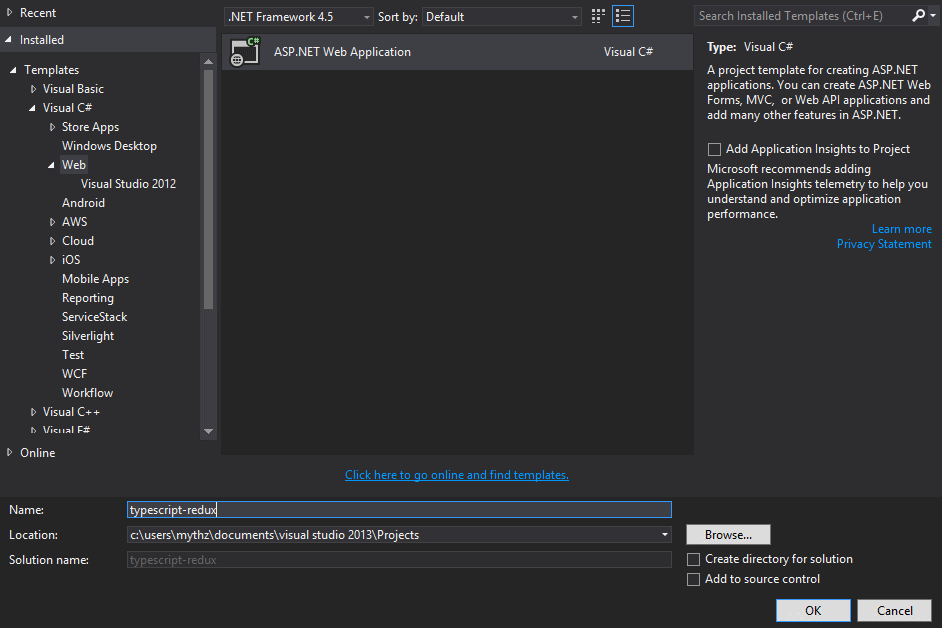 Recent
Installed
Templates
Visual Basic
Visual C#
Store Apps
Windows Desktop
Web
Visual Studio 2012
Android
AWS
Cloud
iOS
Mobile Apps
Reporting
ServiceStack
Silverlight
Test
WCF
Workflow
Visual C++
Visual F#
Online
.NET Framework 4.5
Sort by: Default
C#
ASP.NET Web Application Visual C#
Click here to go online and find templates.
Search Installed Templates (Ctrl+E)
Type: Visual C#
A project template for creating ASP.NET
applications. You can create ASP.NET Web
Forms, MVC, or Web API applications and
add many other features in ASP.NET.
Add Application Insights to Project
Microsoft recommends adding
Application Insights telemetry to help you
understand and optimize application
performance.
Learn more
Privacy Statement
Name: typescript-redux
Location: c:\users\mythz\documents\visual studio 2013\Projects Browse...
Solution name: typescript-redux
Create directory for solution
Add to source control
OK Cancel